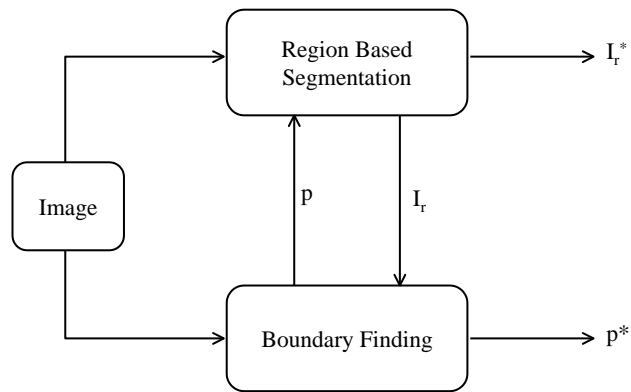 Region Based
Segmentation
I_r^*
Image
p
I_r
Boundary Finding
p*